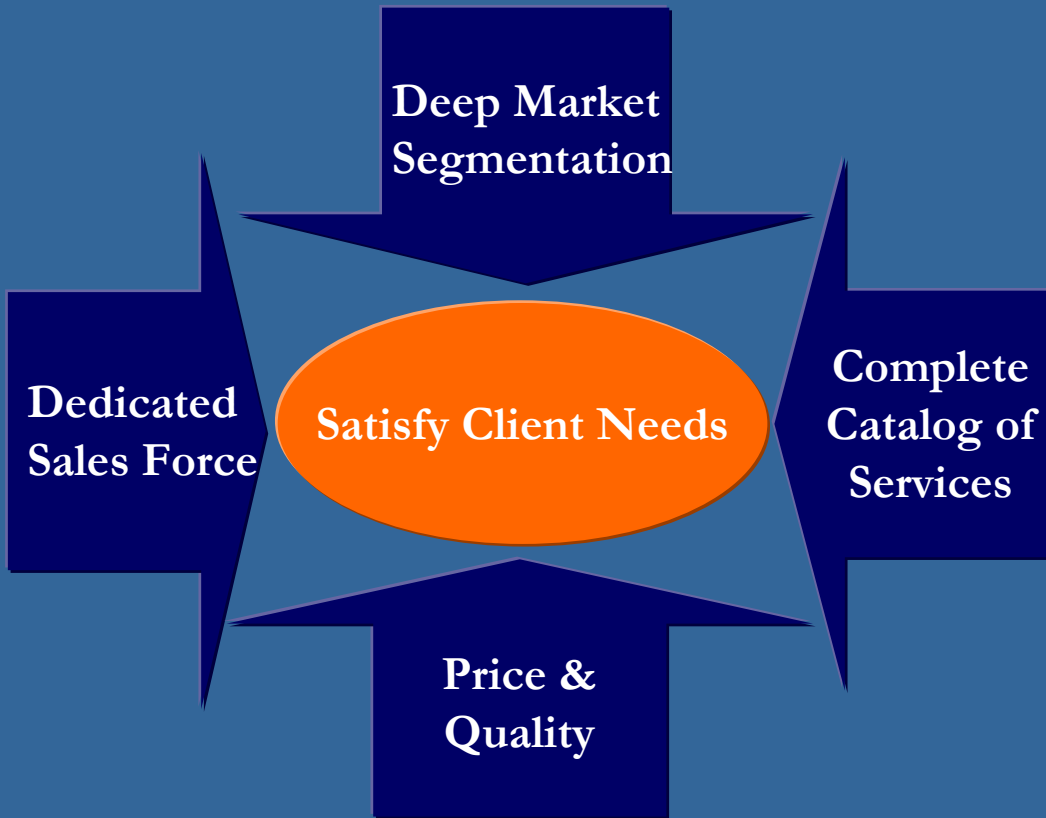 Deep Market
Segmentation
Dedicated
Sales Force
Satisfy Client Needs
Complete
Catalog of
Services
Price &
Quality